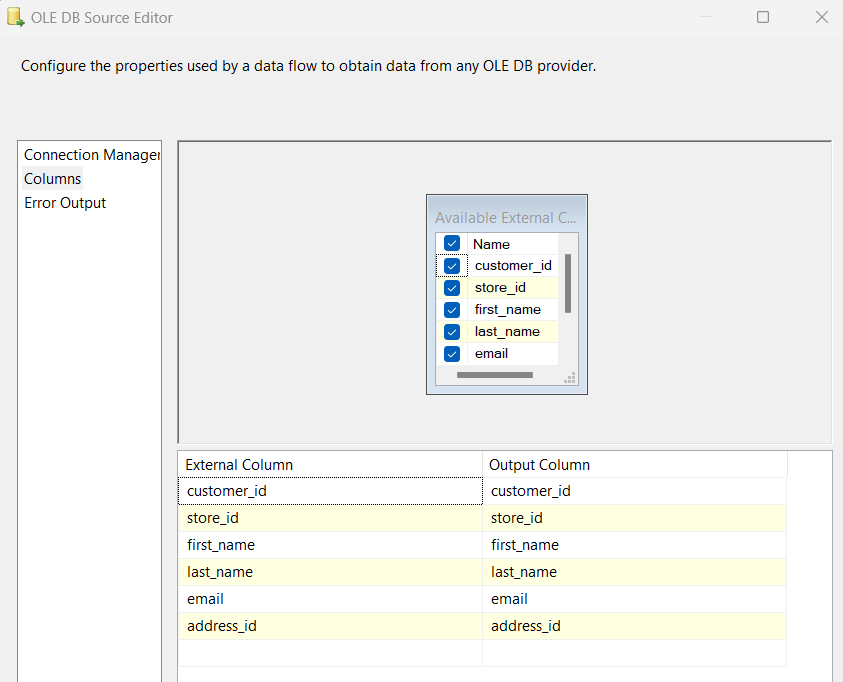 OLE DB Source Editor
Configure the properties used by a data flow to obtain data from any OLE DB provider.
Connection Manager
Columns
Error Output
Available External C...
Name
customer_id
store_id
first_name
last_name
email
External Column Output Column
customer_id customer_id
store_id store_id
first_name first_name
last_name last_name
email email
address_id address_id